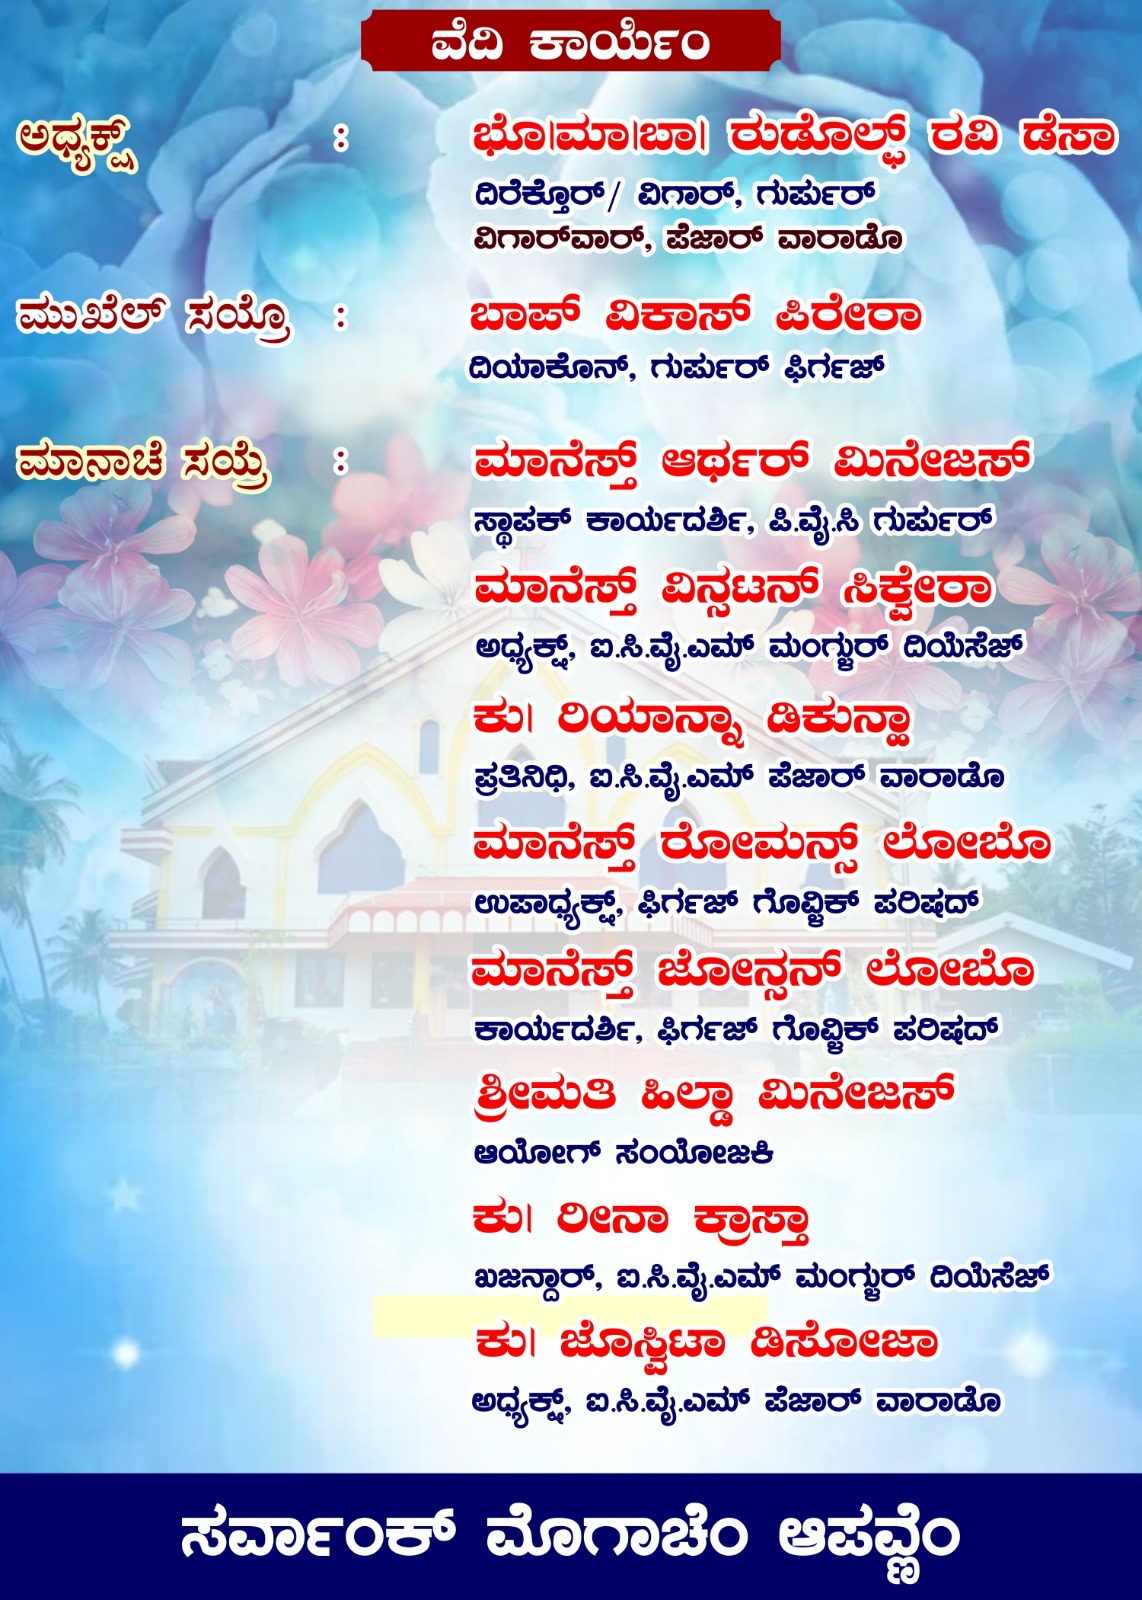 ವೆದಿ ಕಾರ್ಯೆಂ
ಅಧ್ಯಕ್ಷ್ : ಭೊ|ಮಾ|ಬಾ| ರುಡೊಲ್ಫ್ ರವಿ ಡೆಸಾ
ದಿರೆಕ್ತೊರ್/ ವಿಗಾರ್, ಗುರ್ಪುರ್
ವಿಗಾರ್‌ವಾರ್, ಪೆಜಾರ್ ವಾರಾಡೊ
ಮುಖೆಲ್ ಸಯ್ರೊ : ಬಾಪ್ ವಿಕಾಸ್ ಪಿರೇರಾ
ದಿಯಾಕೊನ್, ಗುರ್ಪುರ್ ಫಿರ್ಗಜ್
ಮಾನಾಚೆ ಸಯ್ರೆ : ಮಾನೆಸ್ತ್ ಆರ್ಥರ್ ಮಿನೇಜಸ್
ಸ್ಥಾಪಕ್ ಕಾರ್ಯದರ್ಶಿ, ಪಿ.ವೈ.ಸಿ ಗುರ್ಪುರ್
ಮಾನೆಸ್ತ್ ವಿನ್ಸಟನ್ ಸಿಕ್ವೇರಾ
ಅಧ್ಯಕ್ಷ್, ಐ.ಸಿ.ವೈ.ಎಮ್ ಮಂಗ್ಳುರ್ ದಿಯೆಸೆಜ್
ಕು| ರಿಯಾನ್ನಾ ಡಿಕುನ್ಹಾ
ಪ್ರತಿನಿಧಿ, ಐ.ಸಿ.ವೈ.ಎಮ್ ಪೆಜಾರ್ ವಾರಾಡೊ
ಮಾನೆಸ್ತ್ ರೋಮನ್ಸ್ ಲೋಬೊ
ಉಪಾಧ್ಯಕ್ಷ್, ಫಿರ್ಗಜ್ ಗೊವ್ಳಿಕ್ ಪರಿಷದ್
ಮಾನೆಸ್ತ್ ಜೋನ್ಸನ್ ಲೋಬೊ
ಕಾರ್ಯದರ್ಶಿ, ಫಿರ್ಗಜ್ ಗೊವ್ಳಿಕ್ ಪರಿಷದ್
ಶ್ರೀಮತಿ ಹಿಲ್ಡಾ ಮಿನೇಜಸ್
ಆಯೋಗ್ ಸಂಯೋಜಕಿ
ಕು| ರೀನಾ ಕ್ರಾಸ್ತಾ
ಖಜನ್ದಾರ್, ಐ.ಸಿ.ವೈ.ಎಮ್ ಮಂಗ್ಳುರ್ ದಿಯೆಸೆಜ್
ಕು| ಜೊಸ್ವಿಟಾ ಡಿಸೋಜಾ
ಅಧ್ಯಕ್ಷ್, ಐ.ಸಿ.ವೈ.ಎಮ್ ಪೆಜಾರ್ ವಾರಾಡೊ
ಸರ್ವಾಂಕ್ ಮೊಗಾಚೆಂ ಆಪವ್ಣೆಂ